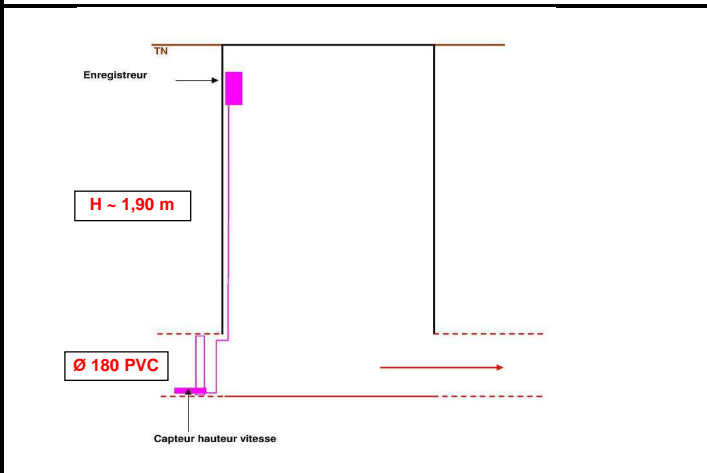 TN
Enregistreur
H ~ 1,90 m
Ø 180 PVC
Capteur hauteur vitesse